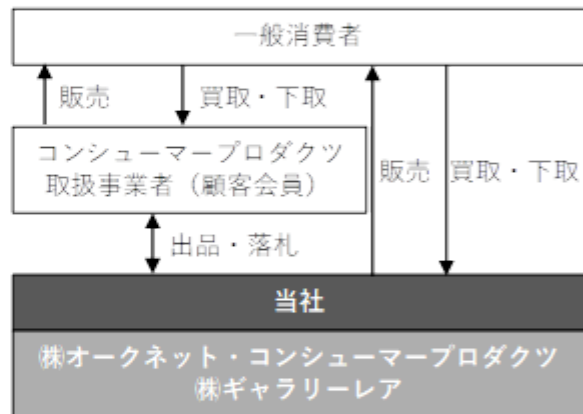 一般消費者
販売
買取・下取
コンシューマープロダクツ
取扱事業者（顧客会員）
販売
買取・下取
出品・落札
当社
㈱オークネット・コンシューマープロダクツ
㈱ギャラリーレア